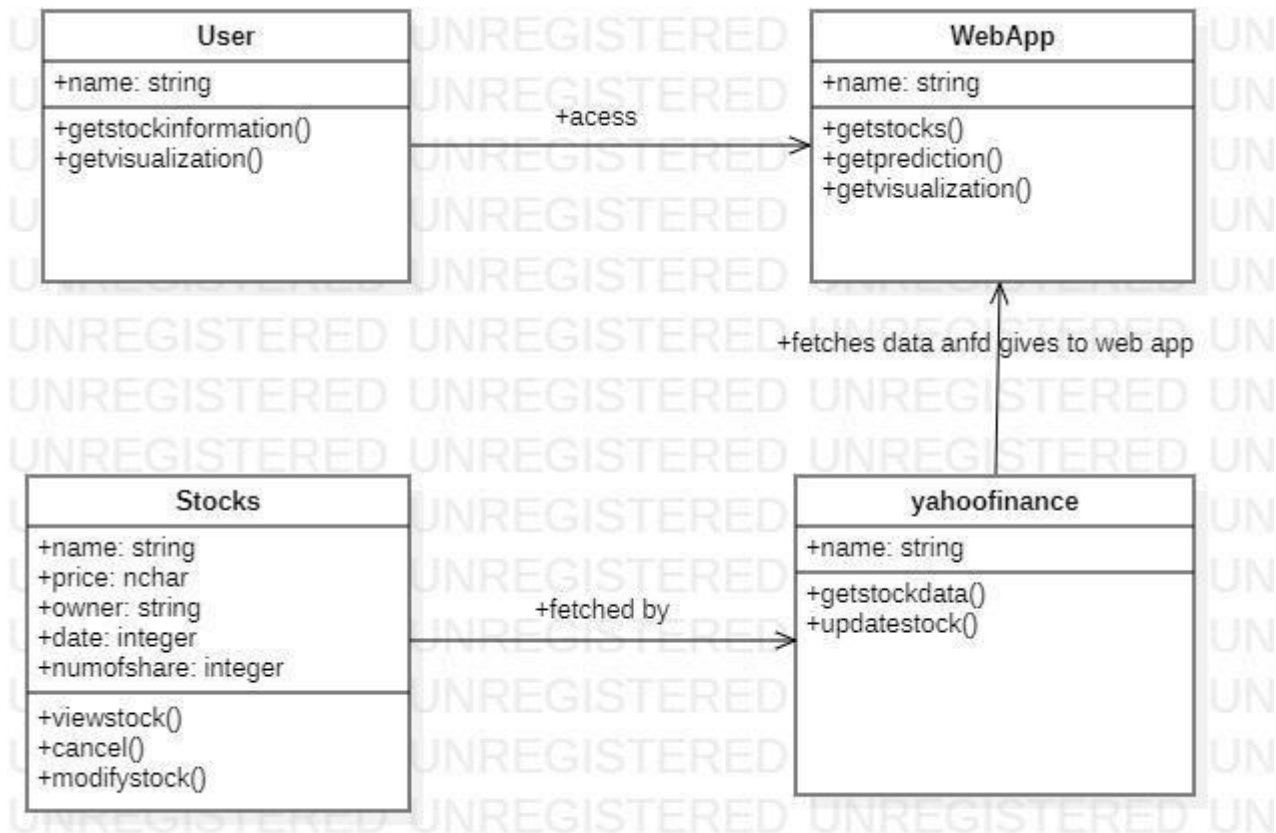 User
+name: string
+getstockinformation()
+getvisualization()
+acess
WebApp
+name: string
+getstocks()
+getprediction()
+getvisualization()
+fetches data anfd gives to web app
Stocks
+name: string
+price: nchar
+owner: string
+date: integer
+numofshare: integer
+viewstock()
+cancel()
+modifystock()
+fetched by
yahoofinance
+name: string
+getstockdata()
+updatestock()
UNREGISTERED